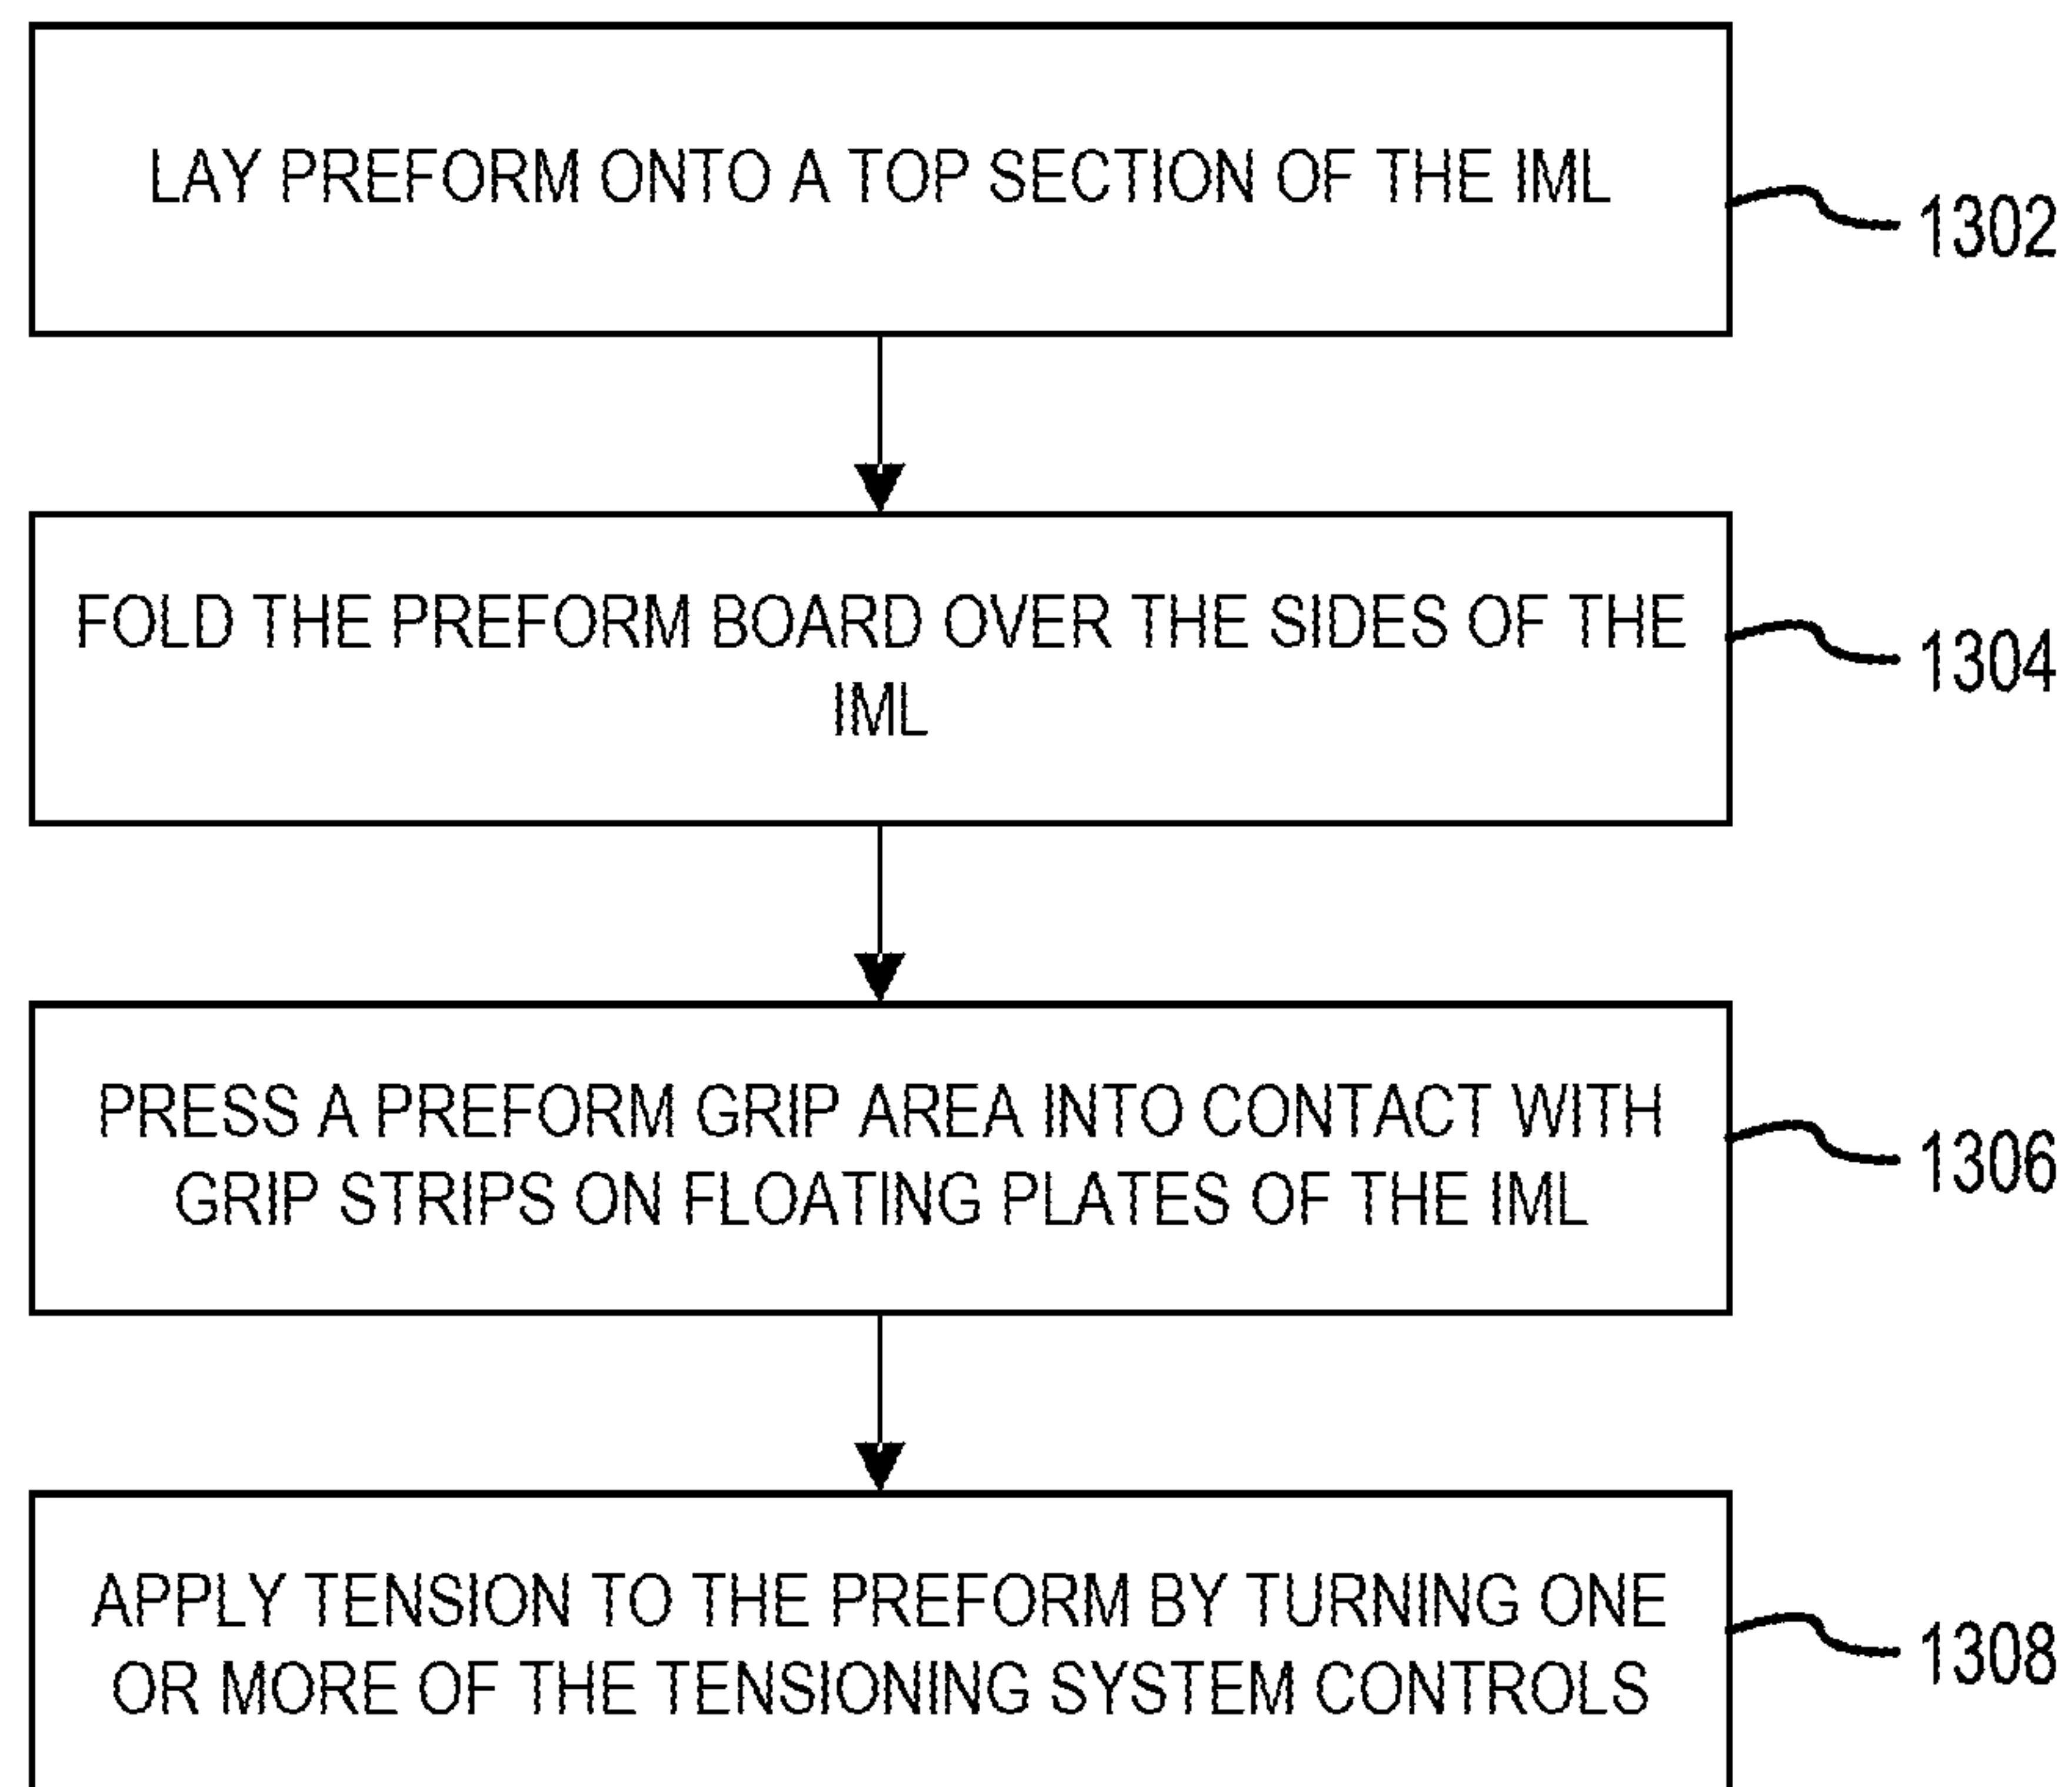 LAY PREFORM ONTO A TOP SECTION OF THE IML
1302
FOLD THE PREFORM BOARD OVER THE SIDES OF THE
IML
1304
PRESS A PREFORM GRIP AREA INTO CONTACT WITH
GRIP STRIPS ON FLOATING PLATES OF THE IML
1306
APPLY TENSION TO THE PREFORM BY TURNING ONE
OR MORE OF THE TENSIONING SYSTEM CONTROLS
1308